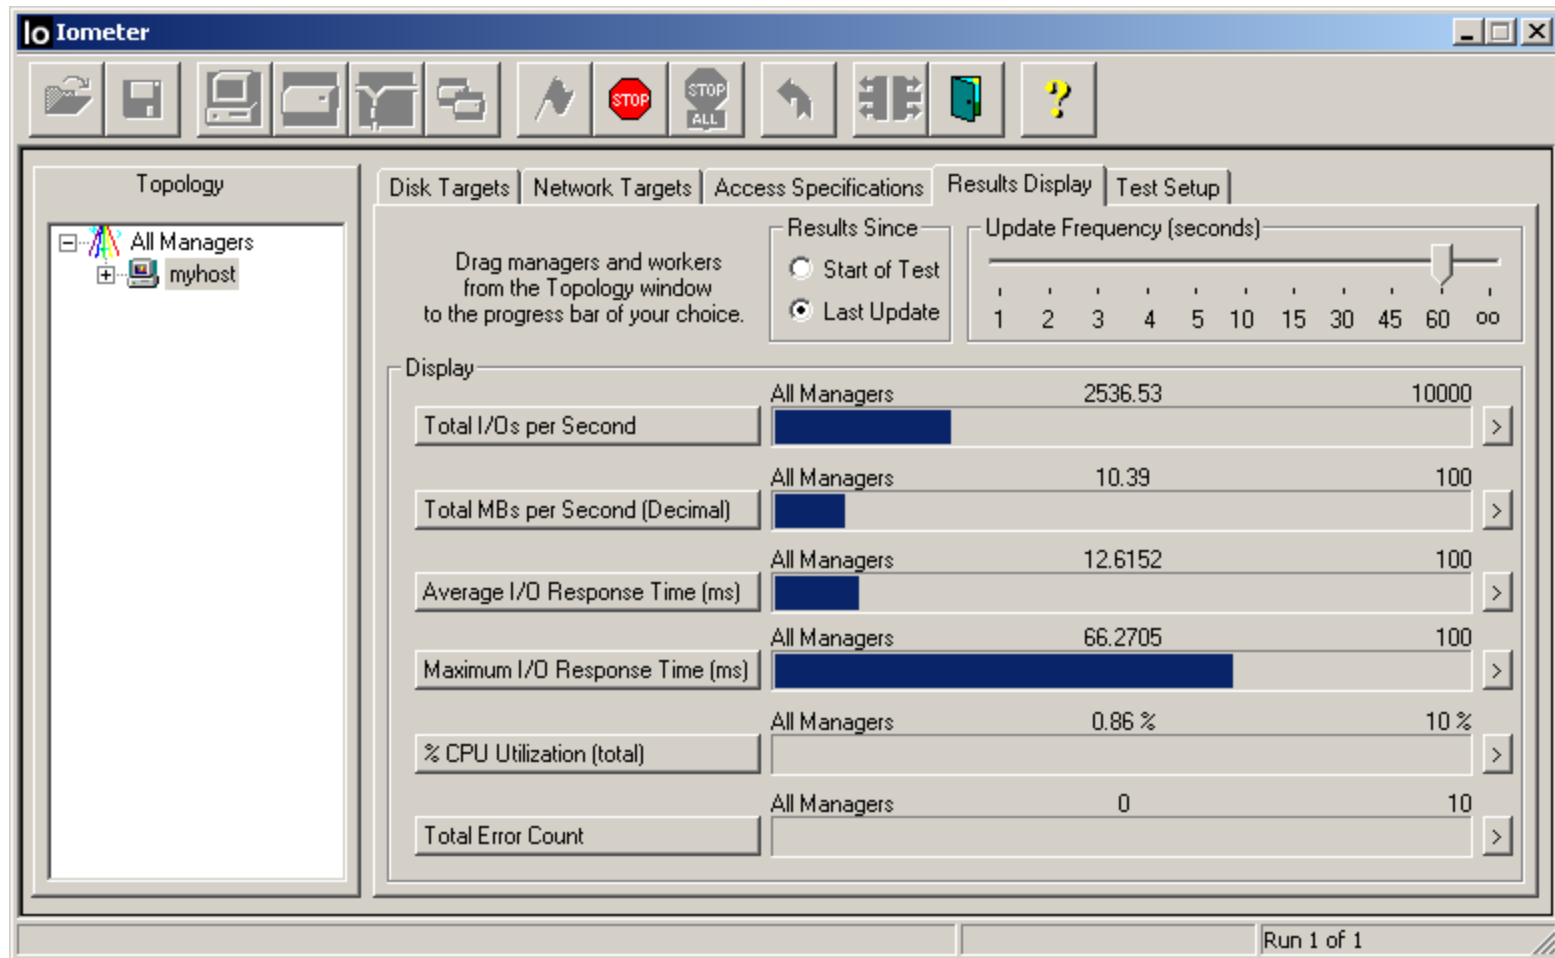 Io Iometer
STOP
STOP
ALL
?
Topology
All Managers
myhost
Disk Targets
Network Targets
Access Specifications
Results Display
Test Setup
Drag managers and workers
from the Topology window
to the progress bar of your choice.
Results Since
Start of Test
Last Update
Update Frequency (seconds)
1 2 3 4 5 10 15 30 45 60 oo
Display
All Managers 2536.53 10000
Total I/Os per Second >
All Managers 10.39 100
Total MBs per Second (Decimal) >
All Managers 12.6152 100
Average I/O Response Time (ms) >
All Managers 66.2705 100
Maximum I/O Response Time (ms) >
All Managers 0.86 % 10 %
% CPU Utilization (total) >
All Managers 0 10
Total Error Count >
Run 1 of 1